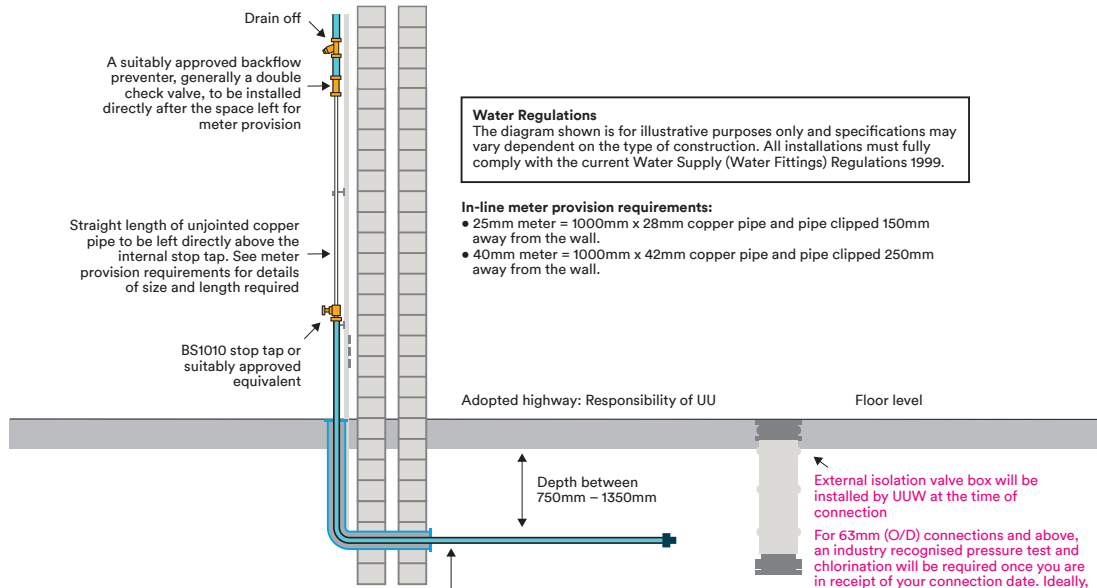 Drain off
A suitably approved backflow
preventer, generally a double
check valve, to be installed
directly after the space left for
meter provision
Straight length of unjointed copper
pipe to be left directly above the
internal stop tap. See meter
provision requirements for details
of size and length required
BS1010 stop tap or
suitably approved
equivalent
Water Regulations
The diagram shown is for illustrative purposes only and specifications may
vary dependent on the type of construction. All installations must fully
comply with the current Water Supply (Water Fittings) Regulations 1999.
In-line meter provision requirements:
• 25mm meter = 1000mm x 28mm copper pipe and pipe clipped 150mm
away from the wall.
• 40mm meter = 1000mm x 42mm copper pipe and pipe clipped 250mm
away from the wall.
Adopted highway: Responsibility of UU
Floor level
Depth between
750mm – 1350mm
External isolation valve box will be
installed by UUW at the time of
connection
For 63mm (O/D) connections and above,
an industry recognised pressure test and
chlorination will be required once you are
in receipt of your connection date. Ideally,